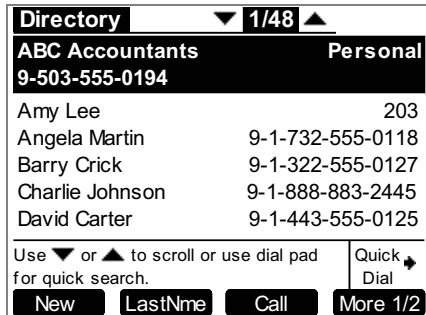 Directory ▼ 1/48 ▲
ABC Accountants Personal
9-503-555-0194
Amy Lee 203
Angela Martin 9-1-732-555-0118
Barry Crick 9-1-322-555-0127
Charlie Johnson 9-1-888-883-2445
David Carter 9-1-443-555-0125
Use ▼ or ▲ to scroll or use dial pad
for quick search.
Quick
Dial
New LastNme Call More 1/2